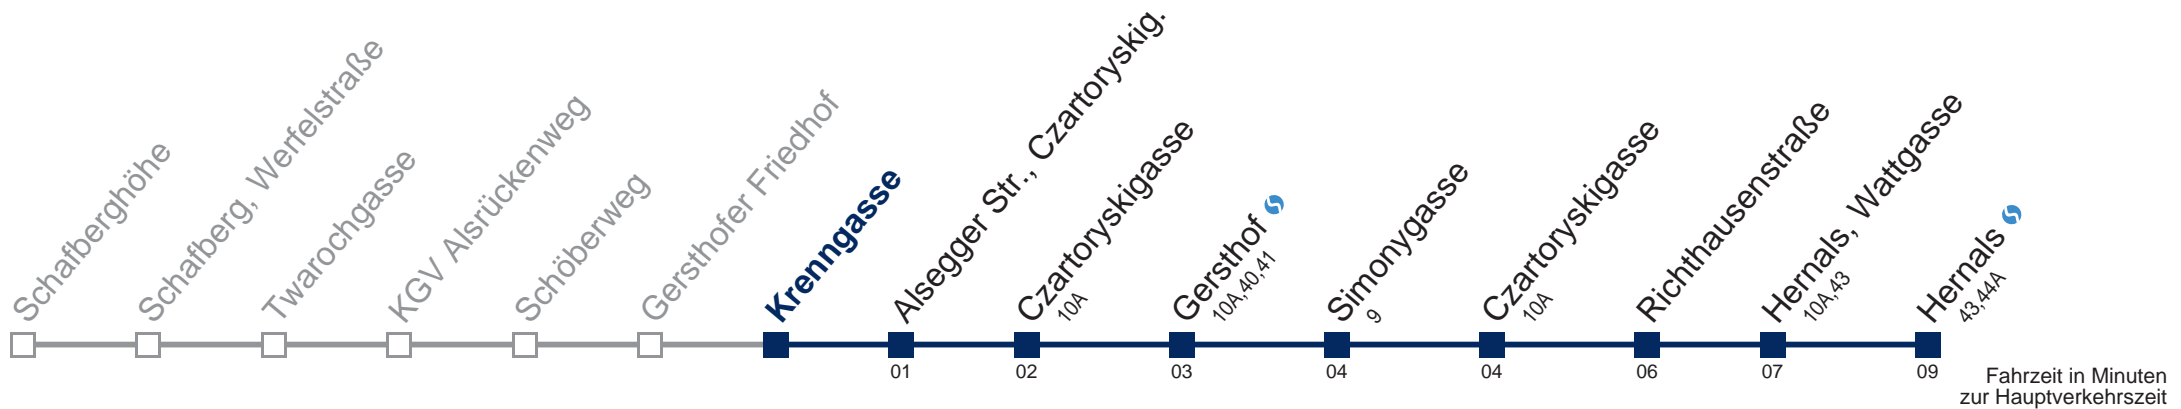 Schafberghöhe
Schafberg, Werfelstraße
Twarochgasse
KGV Alsrückenweg
Schöberweg
Gersthofer Friedhof
Krenngasse
Alsegger Str., Czartoryskig.
01
Czartoryskigasse
10A
02
Gersthof
10A,40,41
03
Simonygasse
9
04
Czartoryskigasse
10A
04
Richthausenstraße
06
Hernals, Wattgasse
10A,43
07
Hernals
43,44A
09
Fahrzeit in Minuten
zur Hauptverkehrszeit